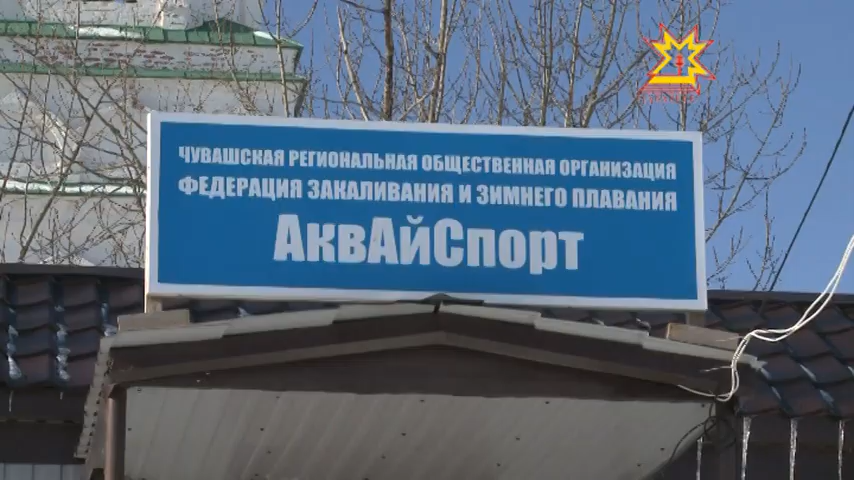 ЧУВАШСКАЯ РЕГИОНАЛЬНАЯ ОБЩЕСТВЕННАЯ ОРГАНИЗАЦИЯ
ФЕДЕРАЦИЯ ЗАКАЛИВАНИЯ И ЗИМНЕГО ПЛАВАНИЯ
АквАйСпорт